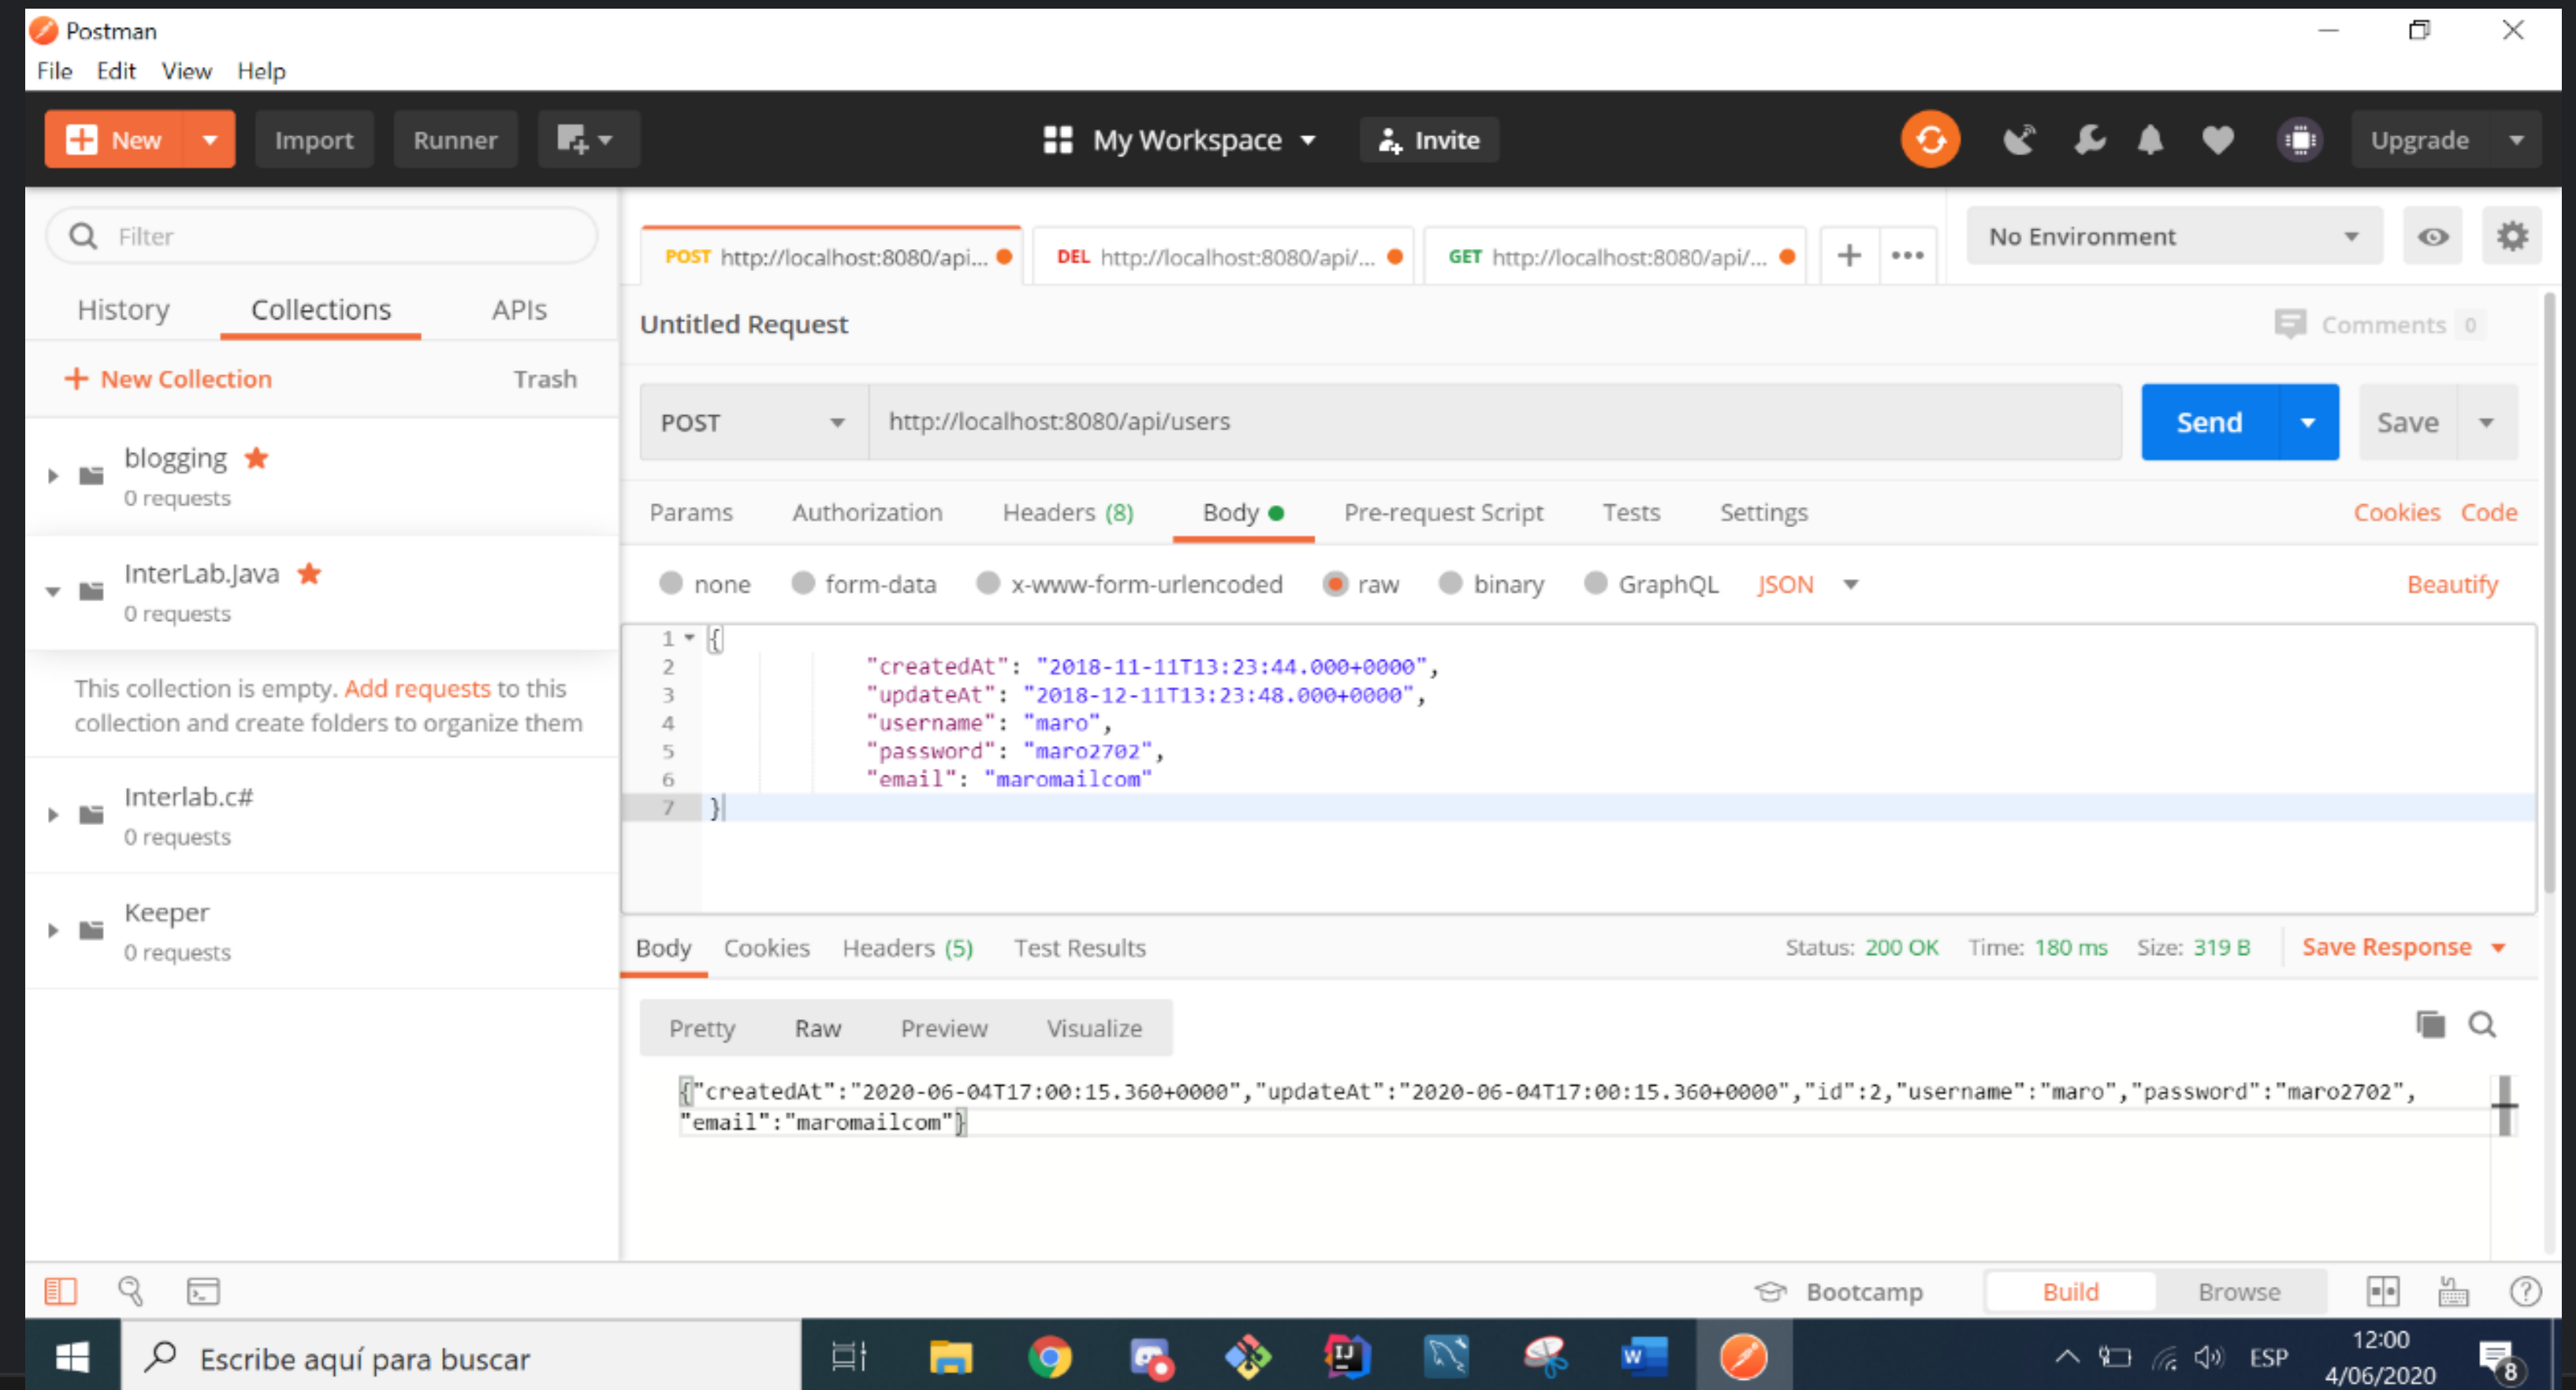 Postman
File Edit View Help
New Import Runner My Workspace Invite Upgrade
Filter
History Collections APIs
+ New Collection Trash
blogging
0 requests
InterLab.Java
0 requests
This collection is empty. Add requests to this
collection and create folders to organize them
Interlab.c#
0 requests
Keeper
0 requests
POST http://localhost:8080/api... DEL http://localhost:8080/api/... GET http://localhost:8080/api/... + ••• No Environment
Untitled Request Comments 0
POST http://localhost:8080/api/users Send Save
Params Authorization Headers (8) Body Pre-request Script Tests Settings Cookies Code
none form-data x-www-form-urlencoded raw binary GraphQL JSON Beautify
1 {
2 "createdAt": "2018-11-11T13:23:44.000+0000",
3 "updateAt": "2018-12-11T13:23:48.000+0000",
4 "username": "maro",
5 "password": "maro2702",
6 "email": "maromailcom"
7 }
Body Cookies Headers (5) Test Results Status: 200 OK Time: 180 ms Size: 319 B Save Response
Pretty Raw Preview Visualize
{"createdAt":"2020-06-04T17:00:15.360+0000","updateAt":"2020-06-04T17:00:15.360+0000","id":2,"username":"maro","password":"maro2702",
"email":"maromailcom"}
Bootcamp Build Browse
Escribe aquí para buscar
IJ
W
ESP
12:00
4/06/2020
8